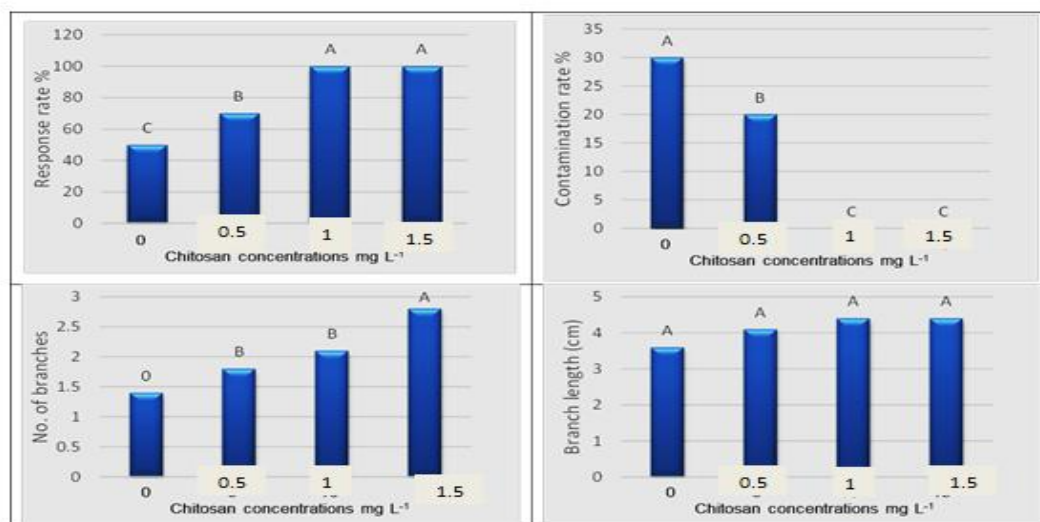 Response rate %
120
100
80
60
40
20
0
C
B
A
A
0
0.5
1
1.5
Chitosan concentrations mg L⁻¹
Contamination rate %
35
30
25
20
15
10
5
0
A
B
C
C
0
0.5
1
1.5
Chitosan concentrations mg L⁻¹
No. of branches
3
2.5
2
1.5
1
0.5
0
O
B
B
A
0
0.5
1
1.5
Chitosan concentrations mg L⁻¹
Branch length (cm)
5
4
3
2
1
0
A
A
A
A
0
0.5
1
1.5
Chitosan concentrations mg L⁻¹